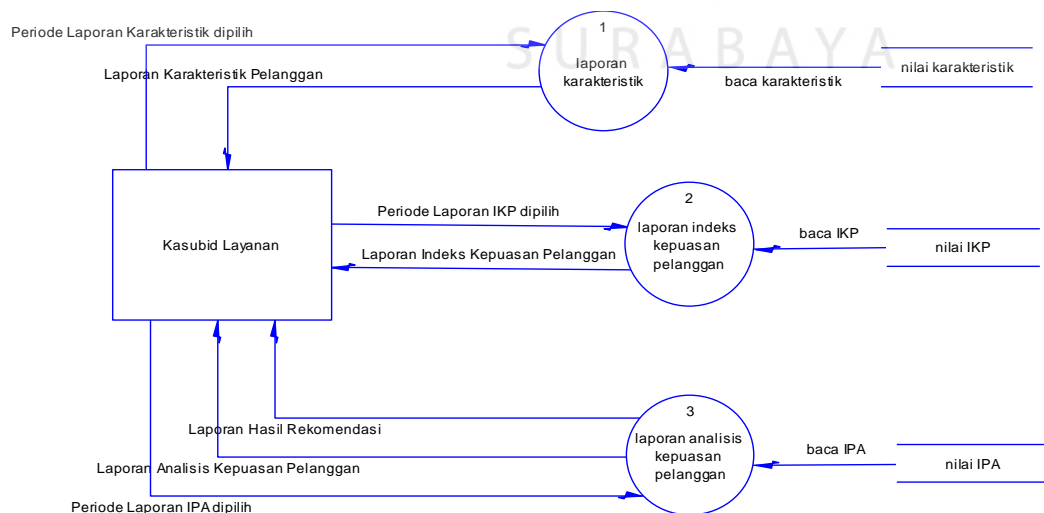 SURABAYA
Periode Laporan Karakteristik dipilih
1
laporan
karakteristik
nilai karakteristik
baca karakteristik
Laporan Karakteristik Pelanggan
Kasubid Layanan
Periode Laporan IKP dipilih
2
laporan indeks
kepuasan
pelanggan
baca IKP
nilai IKP
Laporan Indeks Kepuasan Pelanggan
3
laporan analisis
kepuasan
pelanggan
baca IPA
nilai IPA
Laporan Hasil Rekomendasi
Laporan Analisis Kepuasan Pelanggan
Periode Laporan IPA dipilih